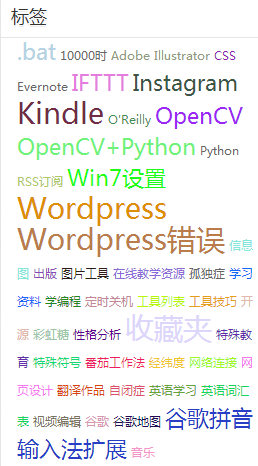 标签
.bat 10000时 Adobe Illustrator CSS
Evernote IFTTT Instagram
Kindle O'Reilly OpenCV
OpenCV+Python Python
RSS订阅 Win7设置
Wordpress
Wordpress错误 信息
图 出版 图片工具 在线教学资源 孤独症 学习
资料 学编程 定时关机 工具列表 工具技巧 开
源 彩虹糖 性格分析 收藏夹 特殊教
育 特殊符号 番茄工作法 经纬度 网络连接 网
页设计 翻译作品 自闭症 英语学习 英语词汇
表 视频编辑 谷歌 谷歌地图 谷歌拼音
输入法扩展 音乐